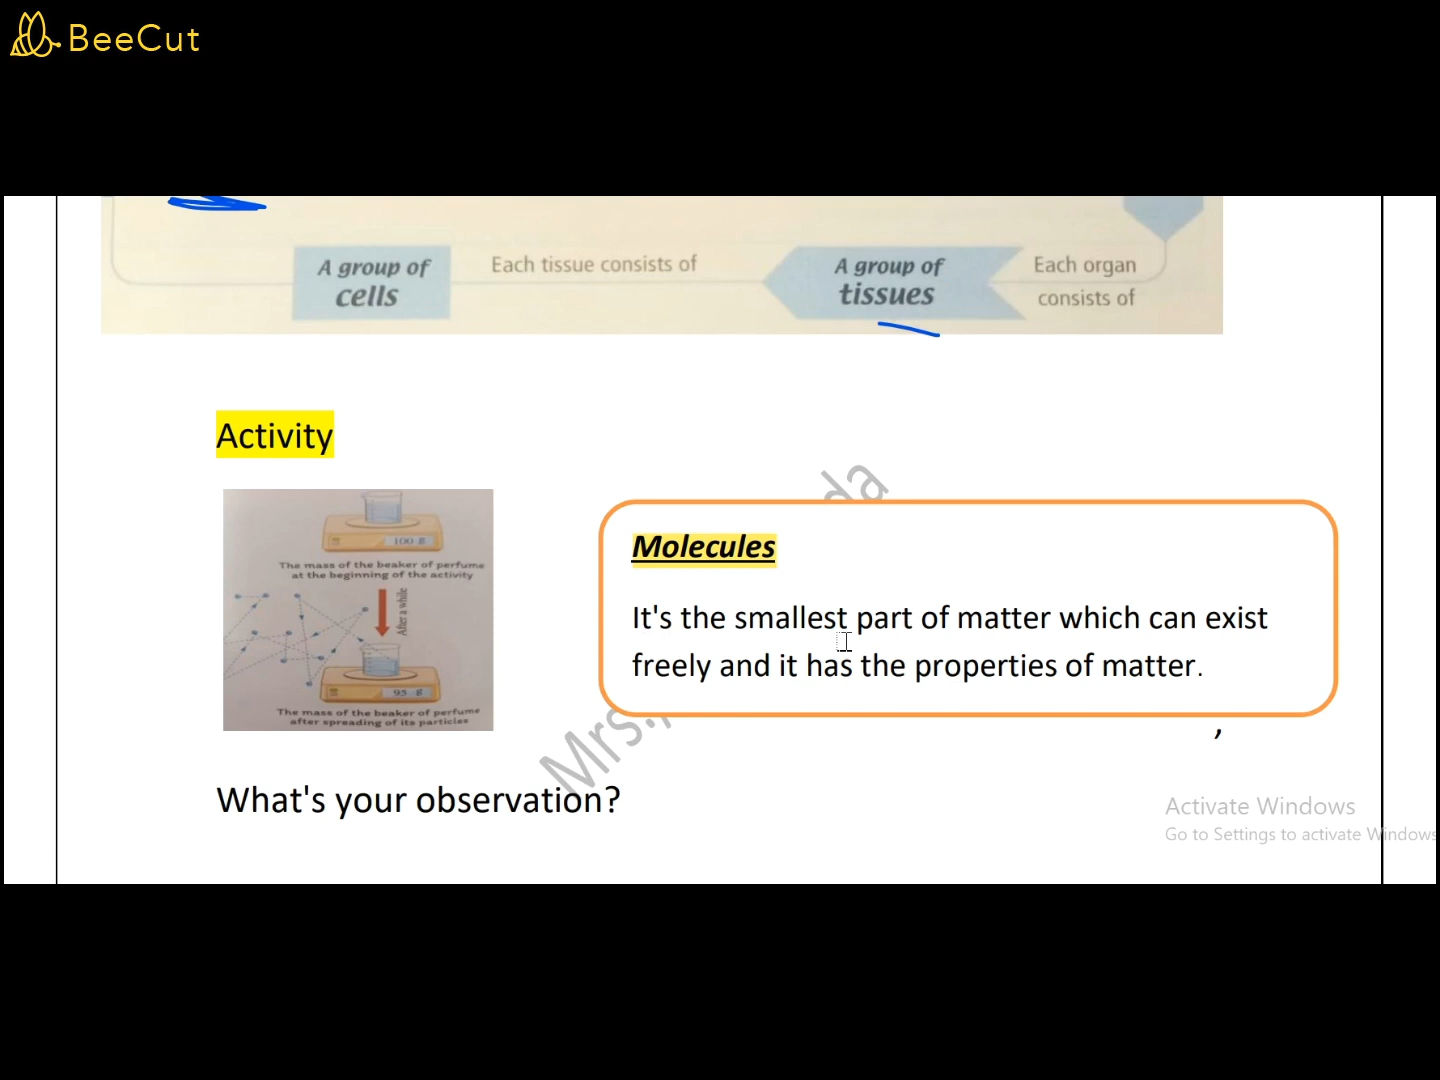 BeeCut
A group of
cells
Each tissue consists of
A group of
tissues
Each organ
consists of
Activity
100 g
The mass of the beaker of perfume
at the beginning of the activity
After a while
The mass of the beaker of perfume
after spreading of its particles
Molecules
It's the smallest part of matter which can exist
freely and it has the properties of matter.
,
Mrs.
da
What's your observation?
Activate Windows
Go to Settings to activate Windows